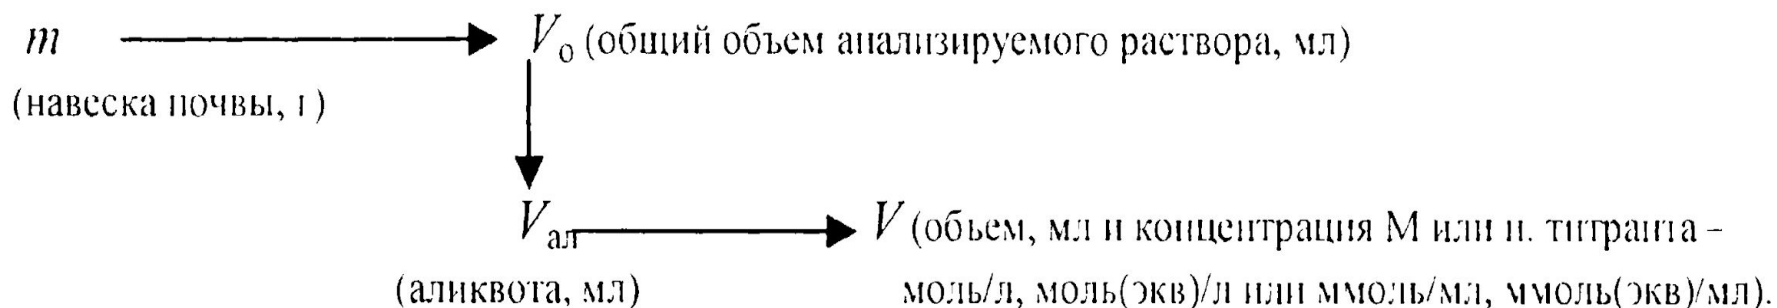 m V₀ (общий объем анализируемого раствора, мл)
(навеска почвы, г)
Vал V (объем, мл и концентрация М или н. титранта –
(аликвота, мл) моль/л, моль(экв)/л или ммоль/мл, ммоль(экв)/мл).